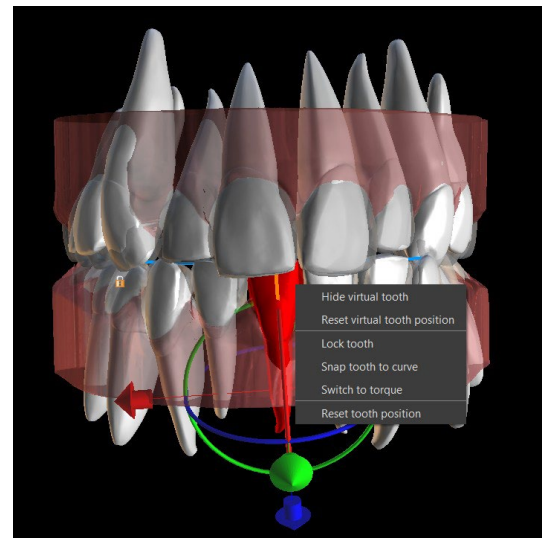 Hide virtual tooth
Reset virtual tooth position
Lock tooth
Snap tooth to curve
Switch to torque
Reset tooth position